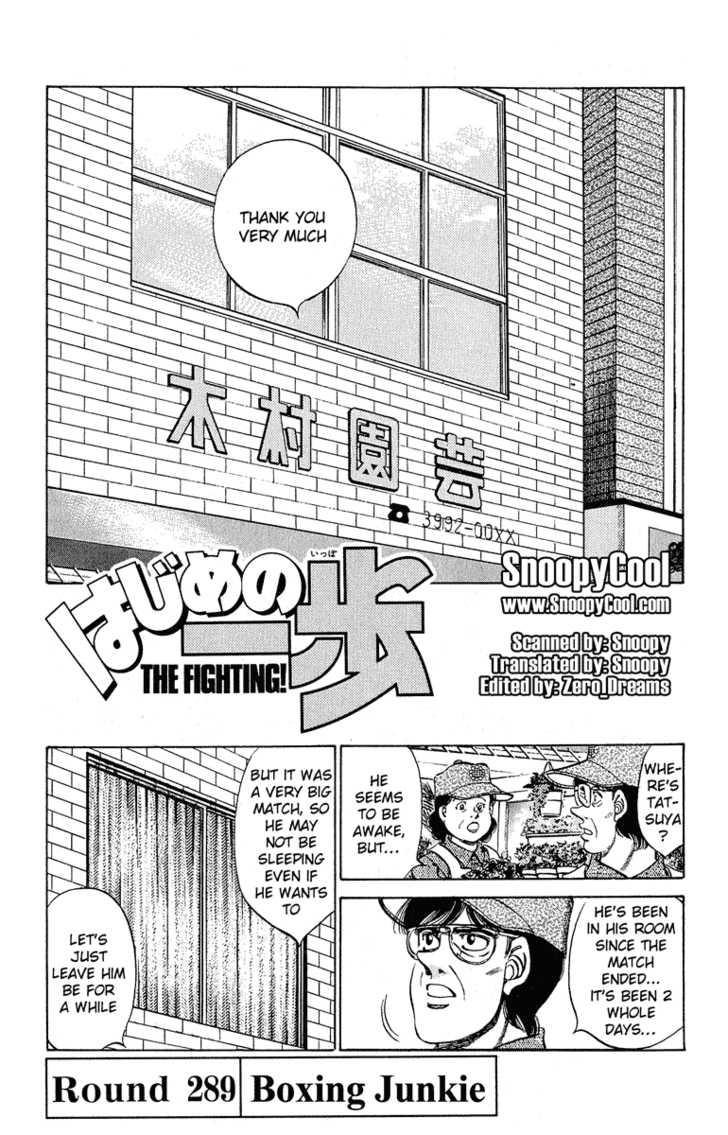 THANK YOU
VERY MUCH
木村園芸
☎ 3992-00XX
いっぽ
はじめの一歩
THE FIGHTING!
SnoopyCool
www.SnoopyCool.com
Scanned by: Snoopy
Translated by: Snoopy
Edited by: Zero_Dreams
WHE-
RE'S
TAT-
SUYA
?
HE
SEEMS
TO BE
AWAKE,
BUT...
HE'S BEEN
IN HIS ROOM
SINCE THE
MATCH
ENDED...
IT'S BEEN 2
WHOLE
DAYS...
BUT IT WAS
A VERY BIG
MATCH, SO
HE MAY
NOT BE
SLEEPING
EVEN IF
HE WANTS
TO
LET'S
JUST
LEAVE HIM
BE FOR
A WHILE
Round 289 Boxing Junkie